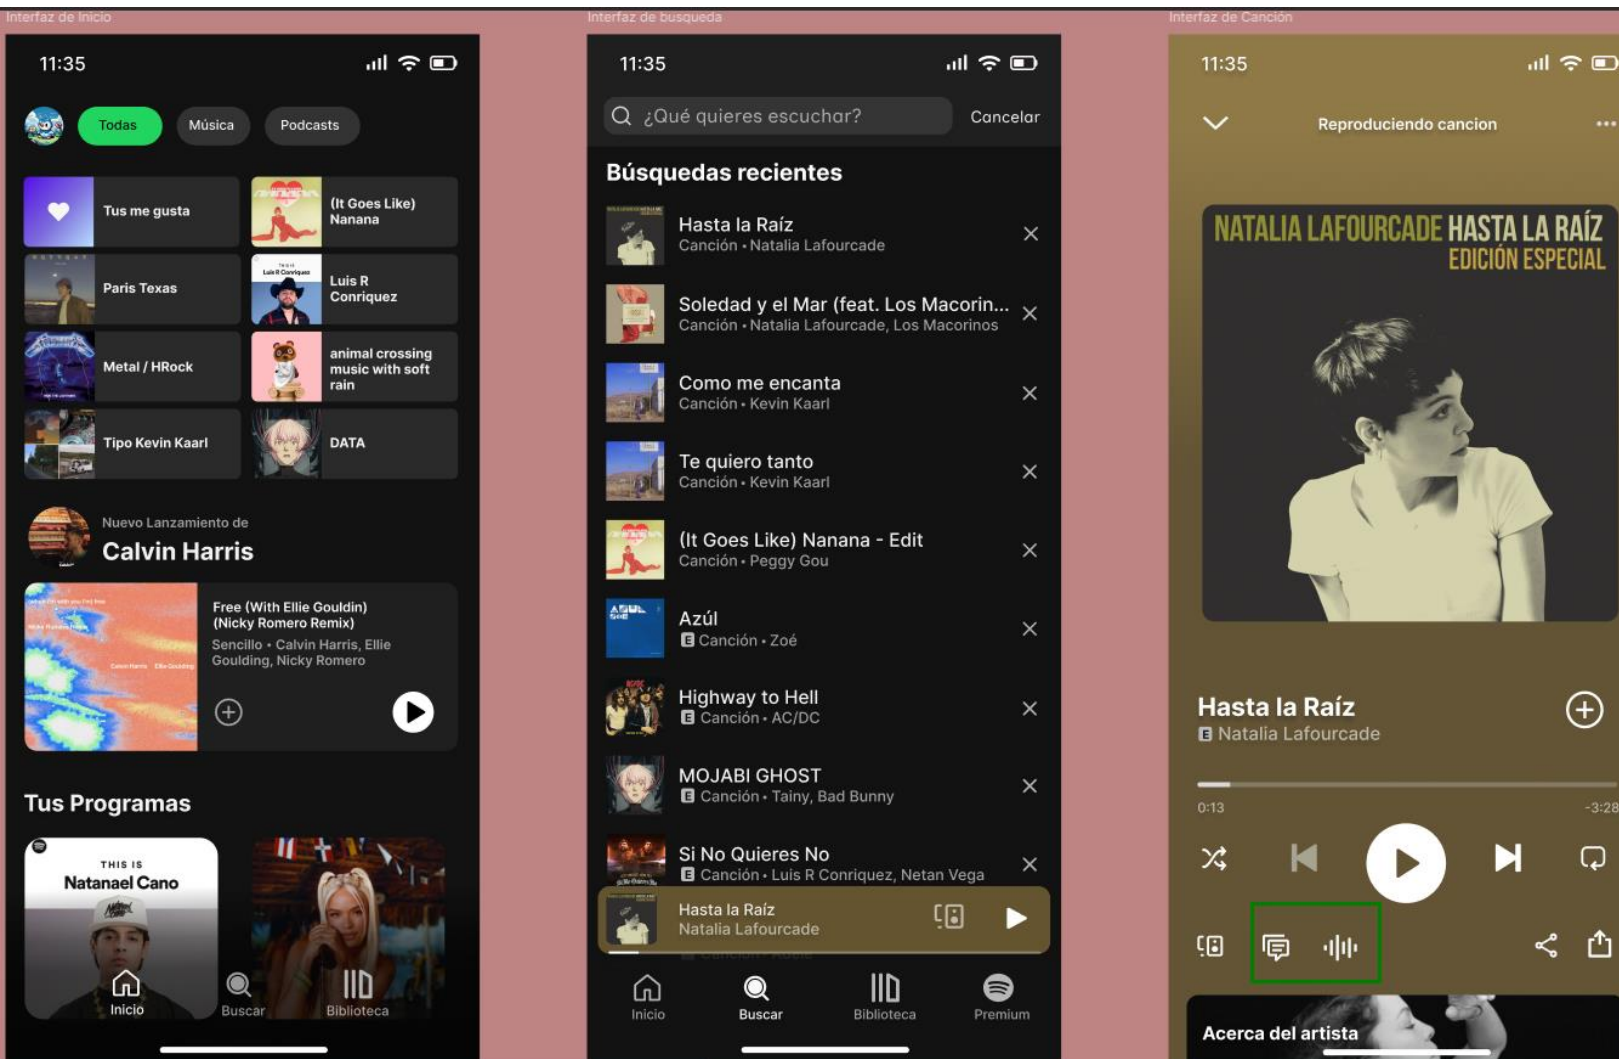 Interfaz de Inicio
11:35
Todas
Música
Podcasts
Tus me gusta
(It Goes Like)
Nanana
Paris Texas
THIS IS
Luis R Conriquez
Luis R
Conriquez
Metal / HRock
animal crossing
music with soft
rain
Tipo Kevin Kaarl
DATA
Nuevo Lanzamiento de
Calvin Harris
Free (With Ellie Gouldin)
(Nicky Romero Remix)
Sencillo • Calvin Harris, Ellie
Goulding, Nicky Romero
Calvin Harris Ellie Goulding
Tus Programas
THIS IS
Natanael Cano
Inicio
Buscar
Biblioteca
Interfaz de busqueda
11:35
¿Qué quieres escuchar?
Cancelar
Búsquedas recientes
Hasta la Raíz
Canción • Natalia Lafourcade
Soledad y el Mar (feat. Los Macorin...
Canción • Natalia Lafourcade, Los Macorinos
Como me encanta
Canción • Kevin Kaarl
Te quiero tanto
Canción • Kevin Kaarl
(It Goes Like) Nanana - Edit
Canción • Peggy Gou
Azúl
E Canción • Zoé
Highway to Hell
E Canción • AC/DC
MOJABI GHOST
E Canción • Tainy, Bad Bunny
Si No Quieres No
E Canción • Luis R Conriquez, Netan Vega
Hasta la Raíz
Natalia Lafourcade
Inicio
Buscar
Biblioteca
Premium
Interfaz de Canción
11:35
Reproduciendo cancion
NATALIA LAFOURCADE HASTA LA RAÍZ
EDICIÓN ESPECIAL
Hasta la Raíz
E Natalia Lafourcade
0:13
-3:28
Acerca del artista